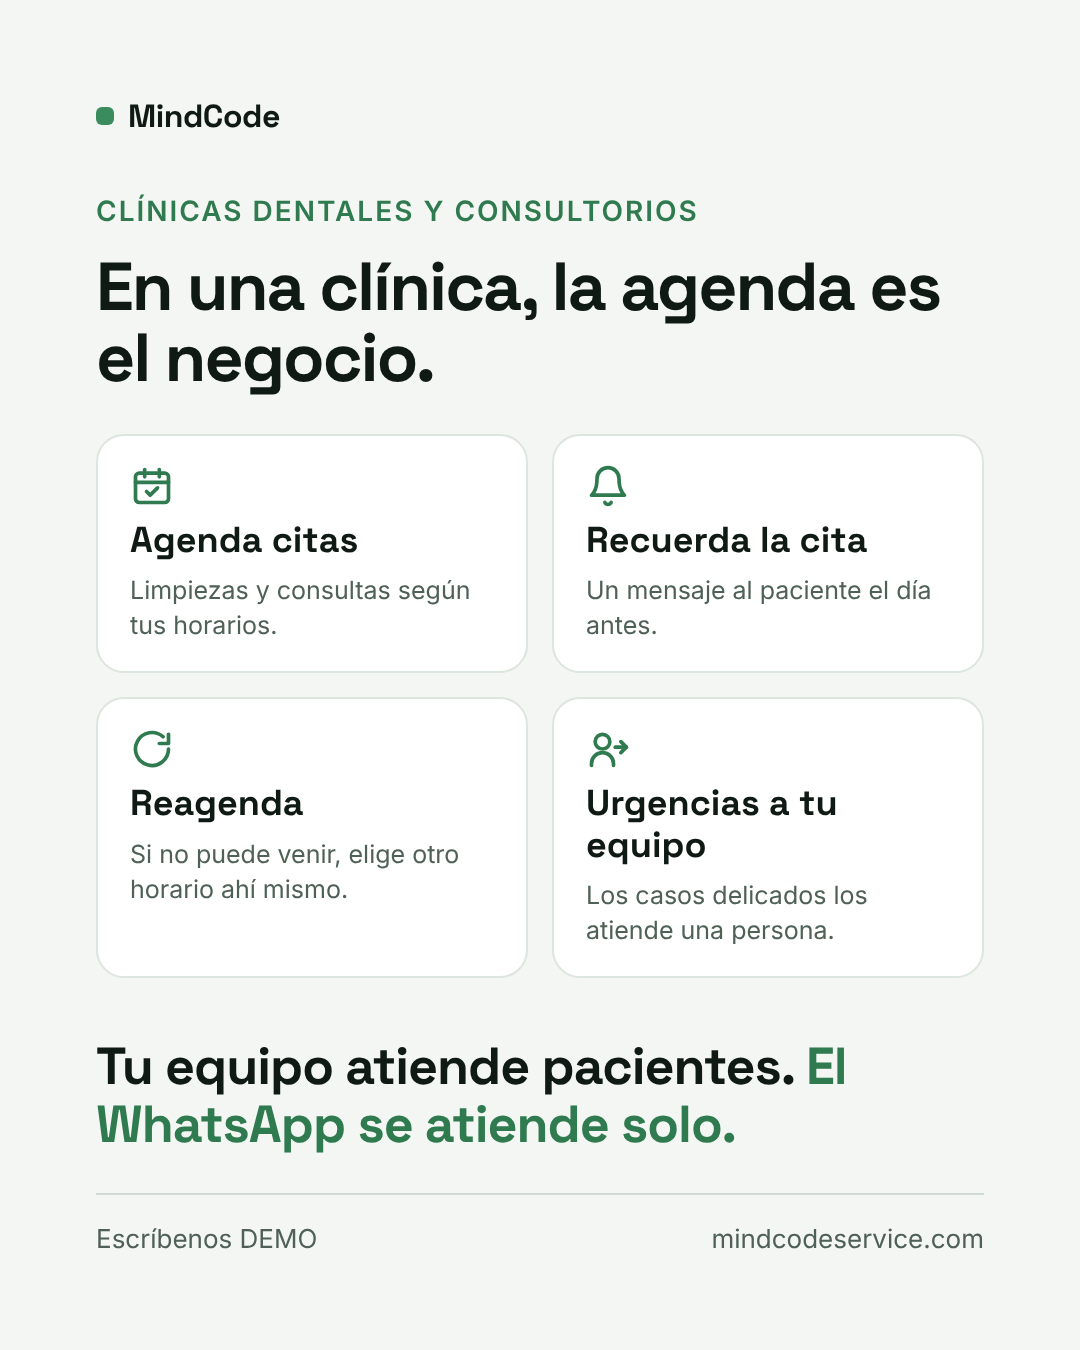 MindCode
CLÍNICAS DENTALES Y CONSULTORIOS
En una clínica, la agenda es
el negocio.
Agenda citas
Limpiezas y consultas según
tus horarios.
Recuerda la cita
Un mensaje al paciente el día
antes.
Reagenda
Si no puede venir, elige otro
horario ahí mismo.
Urgencias a tu
equipo
Los casos delicados los
atiende una persona.
Tu equipo atiende pacientes. El
WhatsApp se atiende solo.
Escríbenos DEMO
mindcodeservice.com